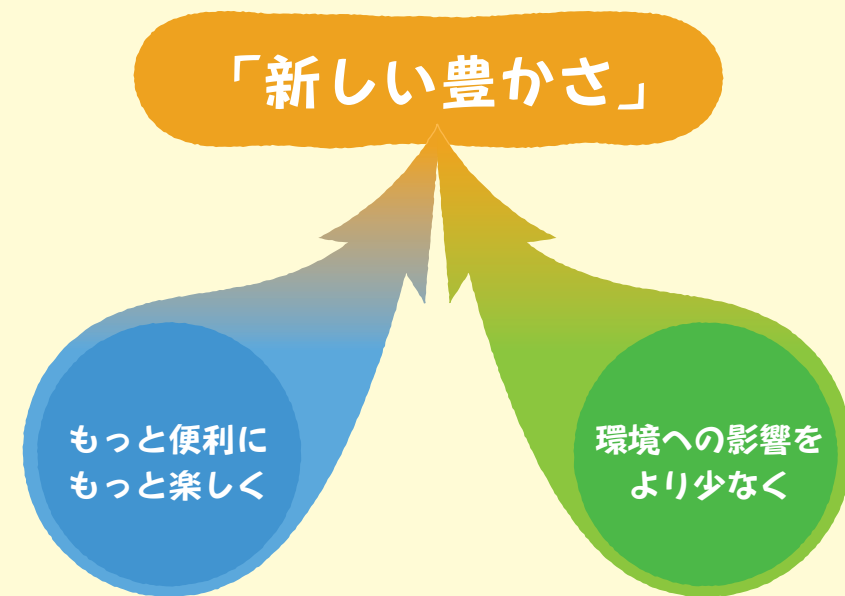 「新しい豊かさ」
もっと便利に
もっと楽しく
環境への影響を
より少なく